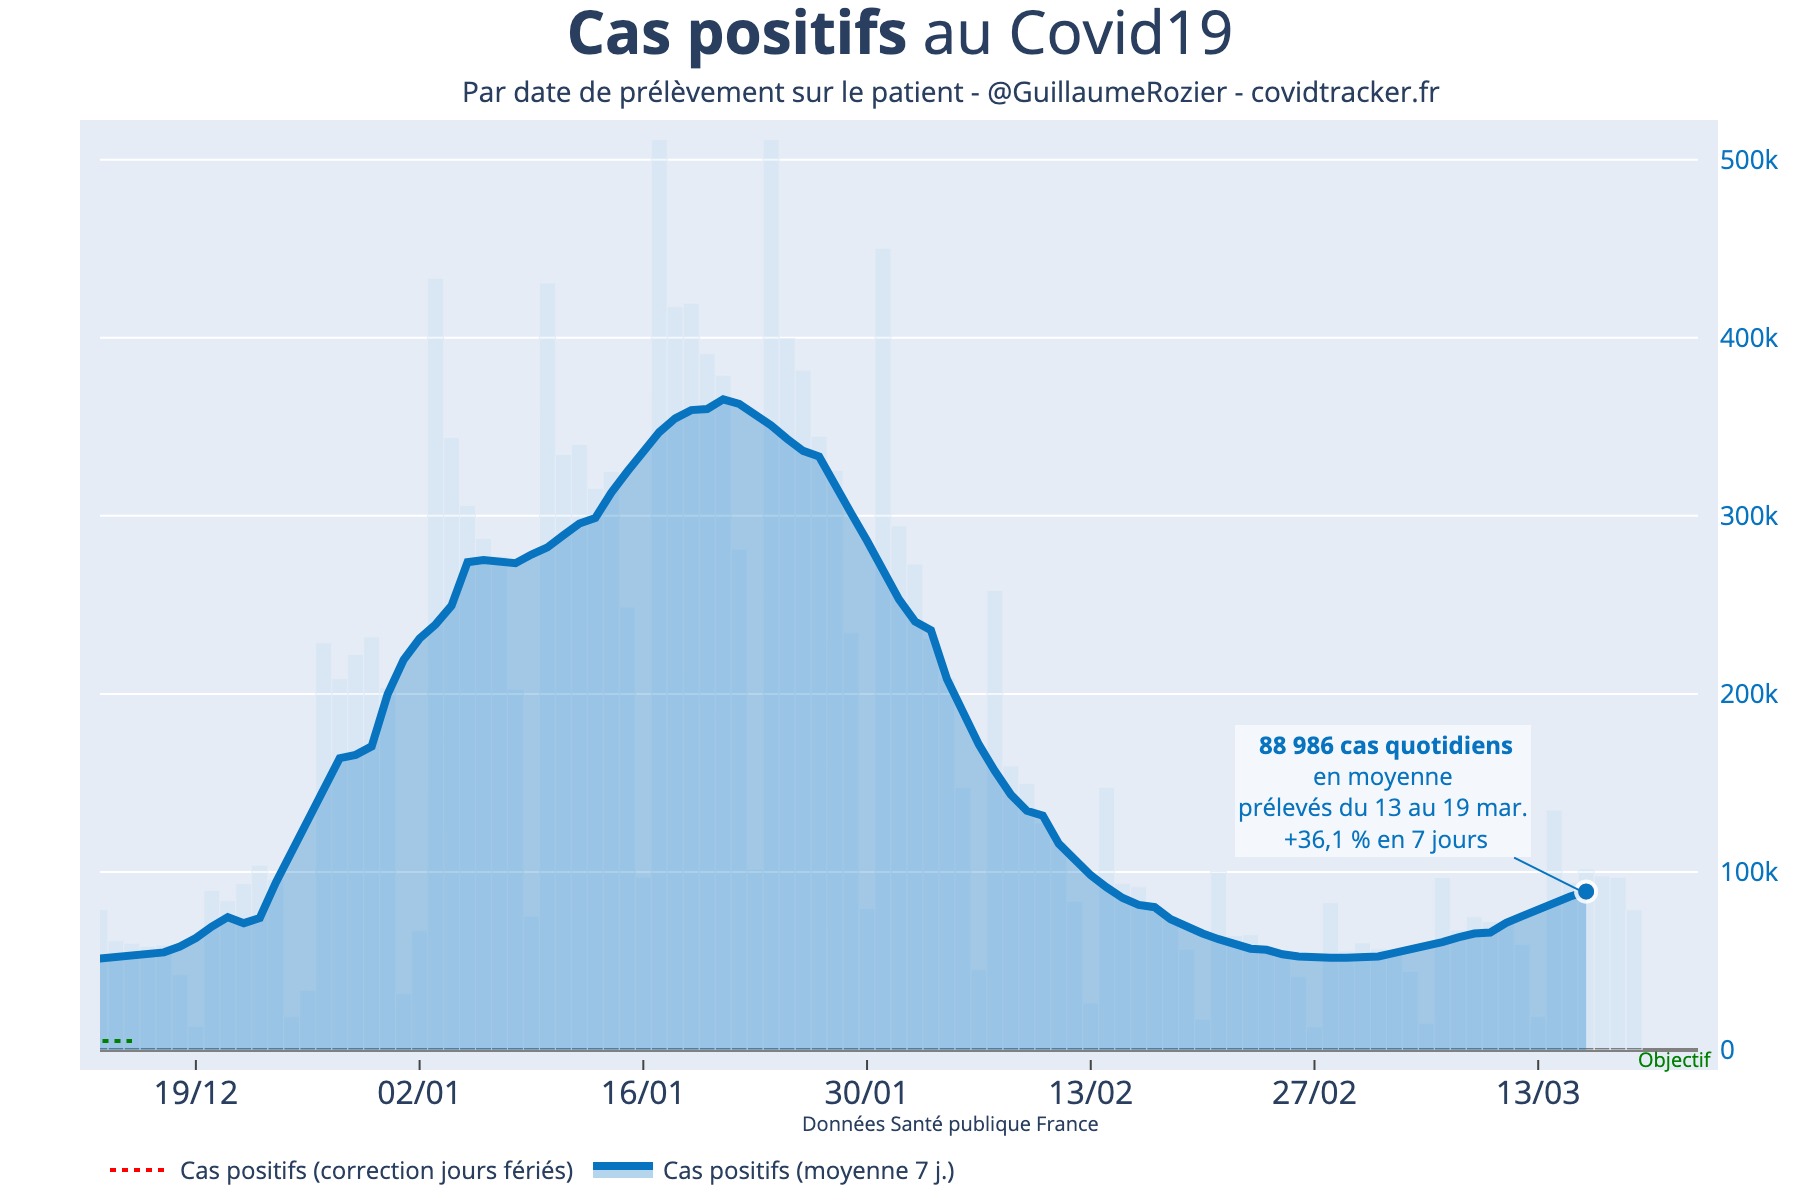 Cas positifs au Covid19
Par date de prélèvement sur le patient - @GuillaumeRozier - covidtracker.fr
500k
400k
300k
200k
88 986 cas quotidiens
en moyenne
prélevés du 13 au 19 mar.
+36,1 % en 7 jours
100k
0
Objectif
19/12 02/01 16/01 30/01 13/02 27/02 13/03
Données Santé publique France
Cas positifs (correction jours fériés) Cas positifs (moyenne 7 j.)